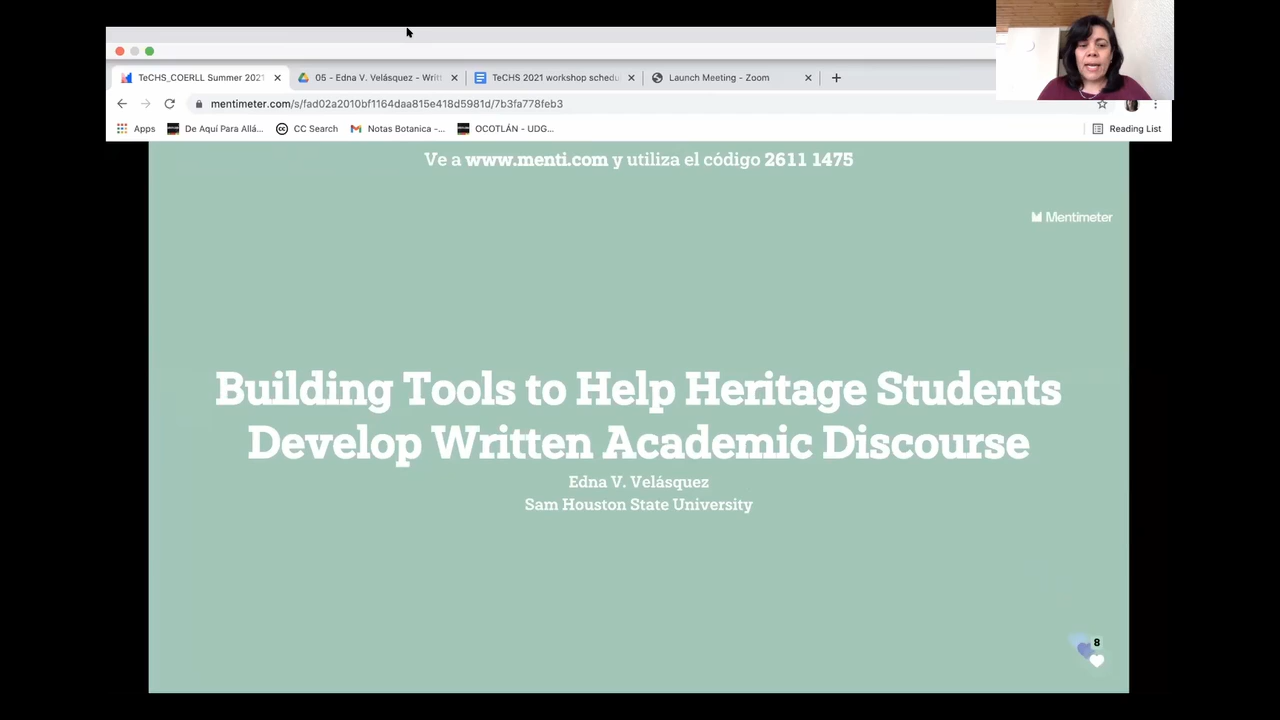 TeCHS_COERLL Summer 2021
05 - Edna V. Velásquez - Writ
TeCHS 2021 workshop schedu
Launch Meeting - Zoom
mentimeter.com/s/fad02a2010bf1164daa815e418d5981d/7b3fa778feb3
Apps
De Aquí Para Allá...
CC Search
Notas Botanica -...
OCOTLÁN - UDG...
Reading List
Ve a www.menti.com y utiliza el código 2611 1475
Mentimeter
Building Tools to Help Heritage Students
Develop Written Academic Discourse
Edna V. Velásquez
Sam Houston State University
8